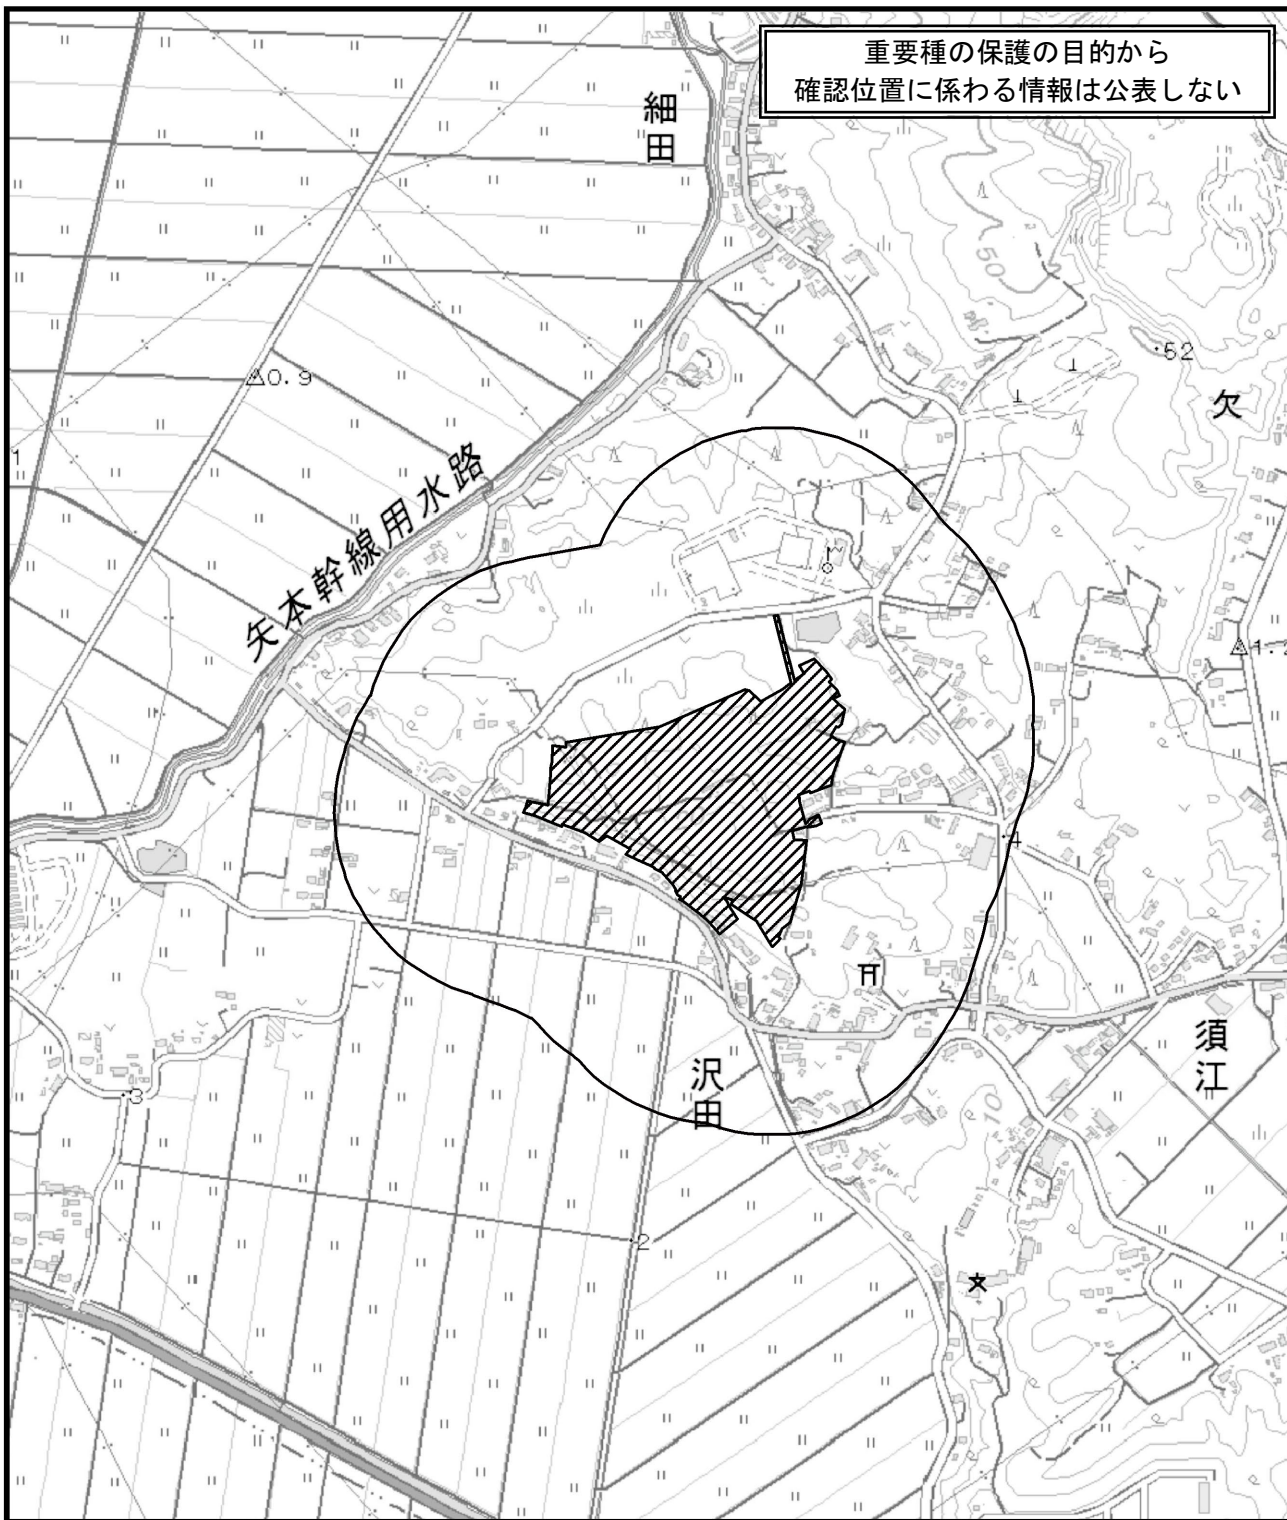 重要種の保護の目的から
確認位置に係わる情報は公表しない
細田
50
52
0.9
欠
1
矢本幹線用水路
4
須江
沢田
3
10
2